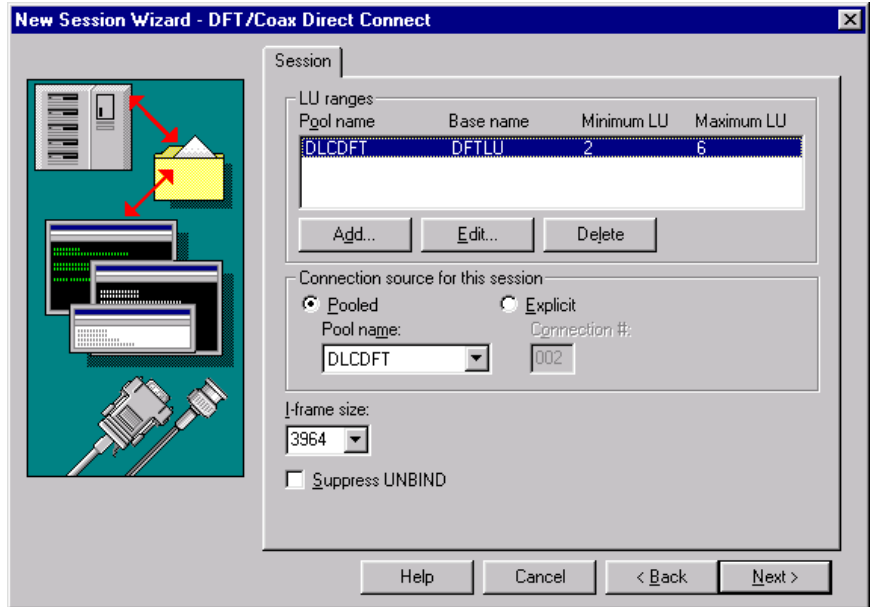 New Session Wizard - DFT/Coax Direct Connect
Session
LU ranges
Pool name Base name Minimum LU Maximum LU
DLCDFT DFTLU 2 6
Add... Edit... Delete
Connection source for this session
Pooled Explicit
Pool name: Connection #:
DLCDFT 002
I-frame size:
3964
Suppress UNBIND
Help Cancel < Back Next >